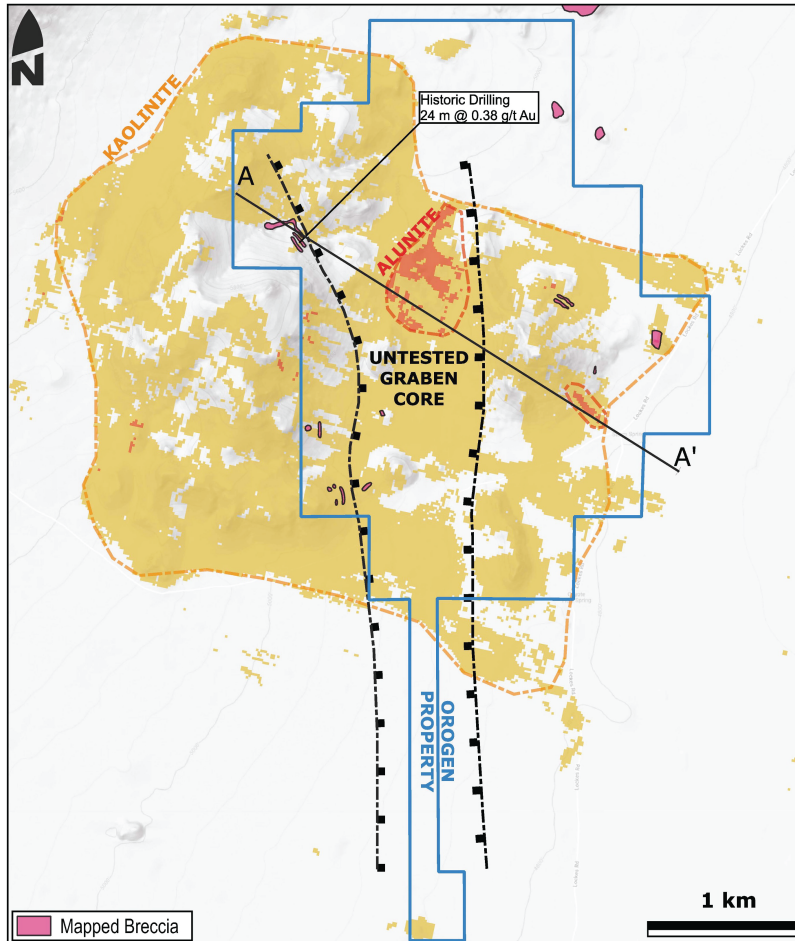 N
KAOLINITE
Historic Drilling
24 m @ 0.38 g/t Au
A
ALUNITE
UNTESTED
GRABEN
CORE
A'
OROGEN
PROPERTY
Mapped Breccia
1 km